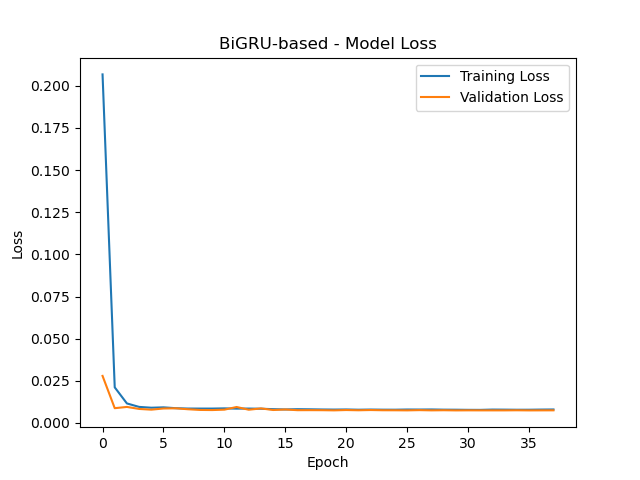 BiGRU-based - Model Loss
Training Loss
Validation Loss
Loss
0.200
0.175
0.150
0.125
0.100
0.075
0.050
0.025
0.000
0 5 10 15 20 25 30 35
Epoch